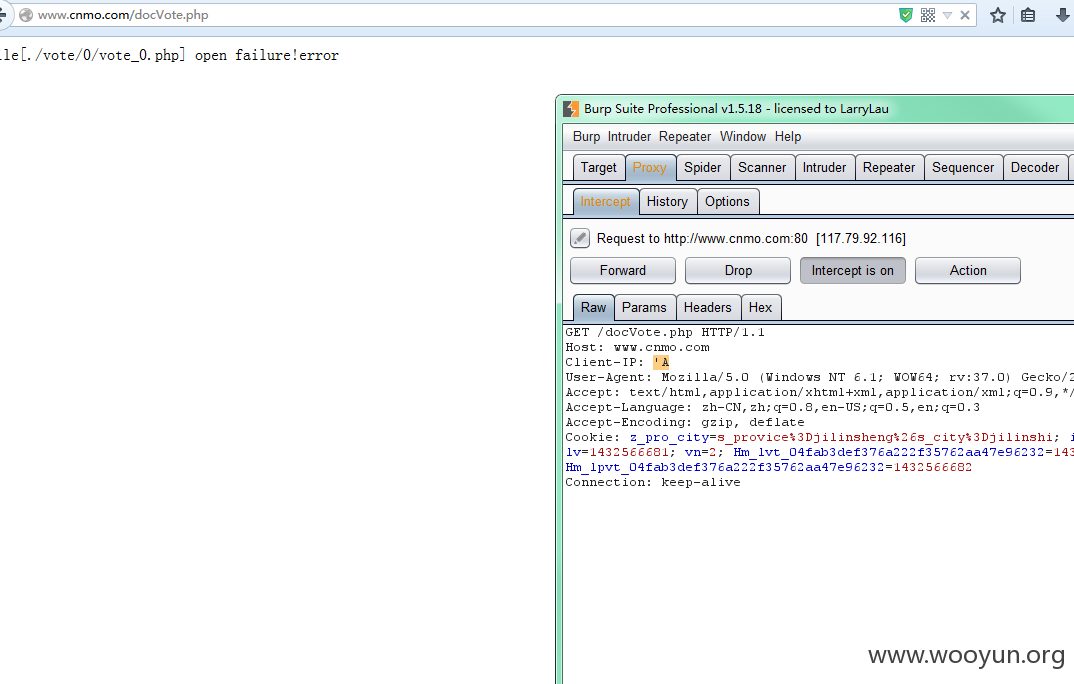 www.cnmo.com/docVote.php
ile[./vote/0/vote_0.php] open failure!error
Burp Suite Professional v1.5.18 - licensed to LarryLau
Burp Intruder Repeater Window Help
Target Proxy Spider Scanner Intruder Repeater Sequencer Decoder
Intercept History Options
Request to http://www.cnmo.com:80 [117.79.92.116]
Forward Drop Intercept is on Action
Raw Params Headers Hex
GET /docVote.php HTTP/1.1
Host: www.cnmo.com
Client-IP: 'A
User-Agent: Mozilla/5.0 (Windows NT 6.1; WOW64; rv:37.0) Gecko/2
Accept: text/html,application/xhtml+xml,application/xml;q=0.9,*/
Accept-Language: zh-CN,zh;q=0.8,en-US;q=0.5,en;q=0.3
Accept-Encoding: gzip, deflate
Cookie: z_pro_city=s_provice%3Djilinsheng%26s_city%3Djilinshi; i
lv=1432566681; vn=2; Hm_lvt_04fab3def376a222f35762aa47e96232=143
Hm_lpvt_04fab3def376a222f35762aa47e96232=1432566682
Connection: keep-alive
www.wooyun.org